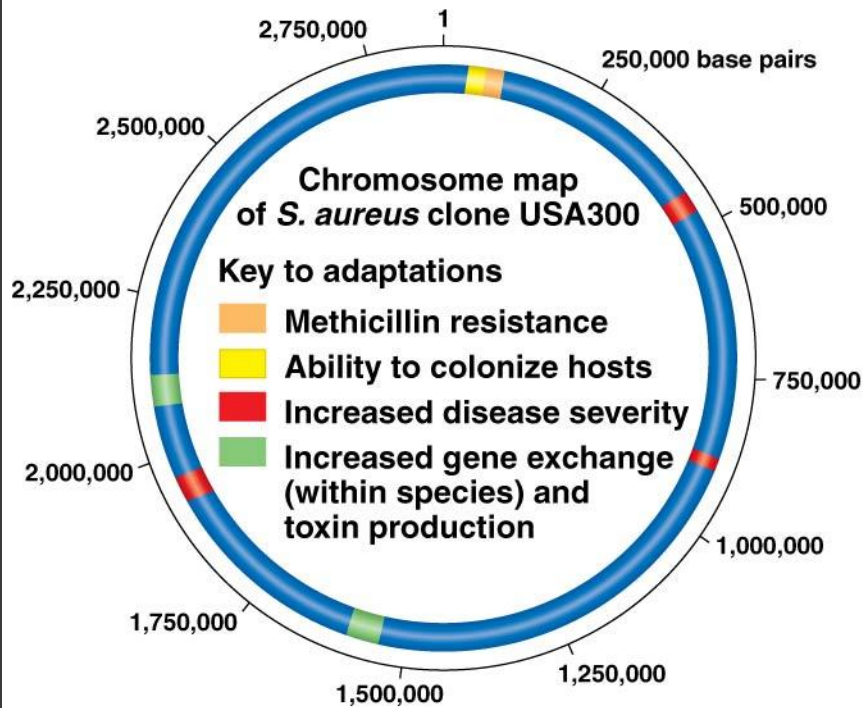 1
2,750,000
250,000 base pairs
2,500,000
Chromosome map
of S. aureus clone USA300
500,000
Key to adaptations
2,250,000
Methicillin resistance
Ability to colonize hosts
750,000
Increased disease severity
Increased gene exchange
(within species) and
toxin production
2,000,000
1,000,000
1,750,000
1,250,000
1,500,000